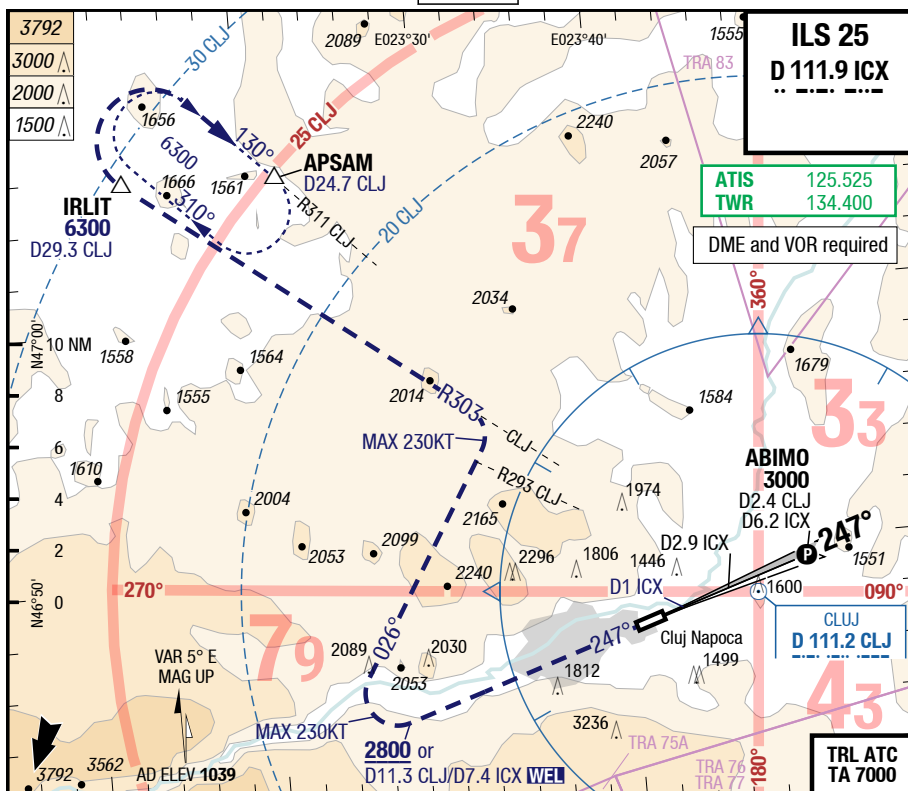 3792
3000
2000
1500
ILS 25
D 111.9 ICX
ATIS 125.525
TWR 134.400
DME and VOR required
E023°30'
E023°40'
2089
1555
TRA 83
30 CLJ
25 CLJ
20 CLJ
2240
2057
1656
6300
130°
1666
1561
310°
APSAM
D24.7 CLJ
R311 CLJ
IRLIT
6300
D29.3 CLJ
37
360°
2034
N47°00'
10 NM
1558
1564
1679
2014
R303
CLJ
1555
1584
33
8
6
4
2
0
MAX 230KT
R293 CLJ
1610
ABIMO
3000
D2.4 CLJ
D6.2 ICX
247°
P
1974
2004
2165
2053
2099
2296
1806
1446
D2.9 ICX
1551
N46°50'
270°
2240
D1 ICX
1600
090°
79
026°
247°
Cluj Napoca
CLUJ
D 111.2 CLJ
VAR 5° E
MAG UP
2089
2030
2053
1812
1499
43
MAX 230KT
3236
2800 or
D11.3 CLJ/D7.4 ICX WEL
TRA 75A
TRA 76
TRA 77
180°
3792
3562
AD ELEV 1039
TRL ATC
TA 7000